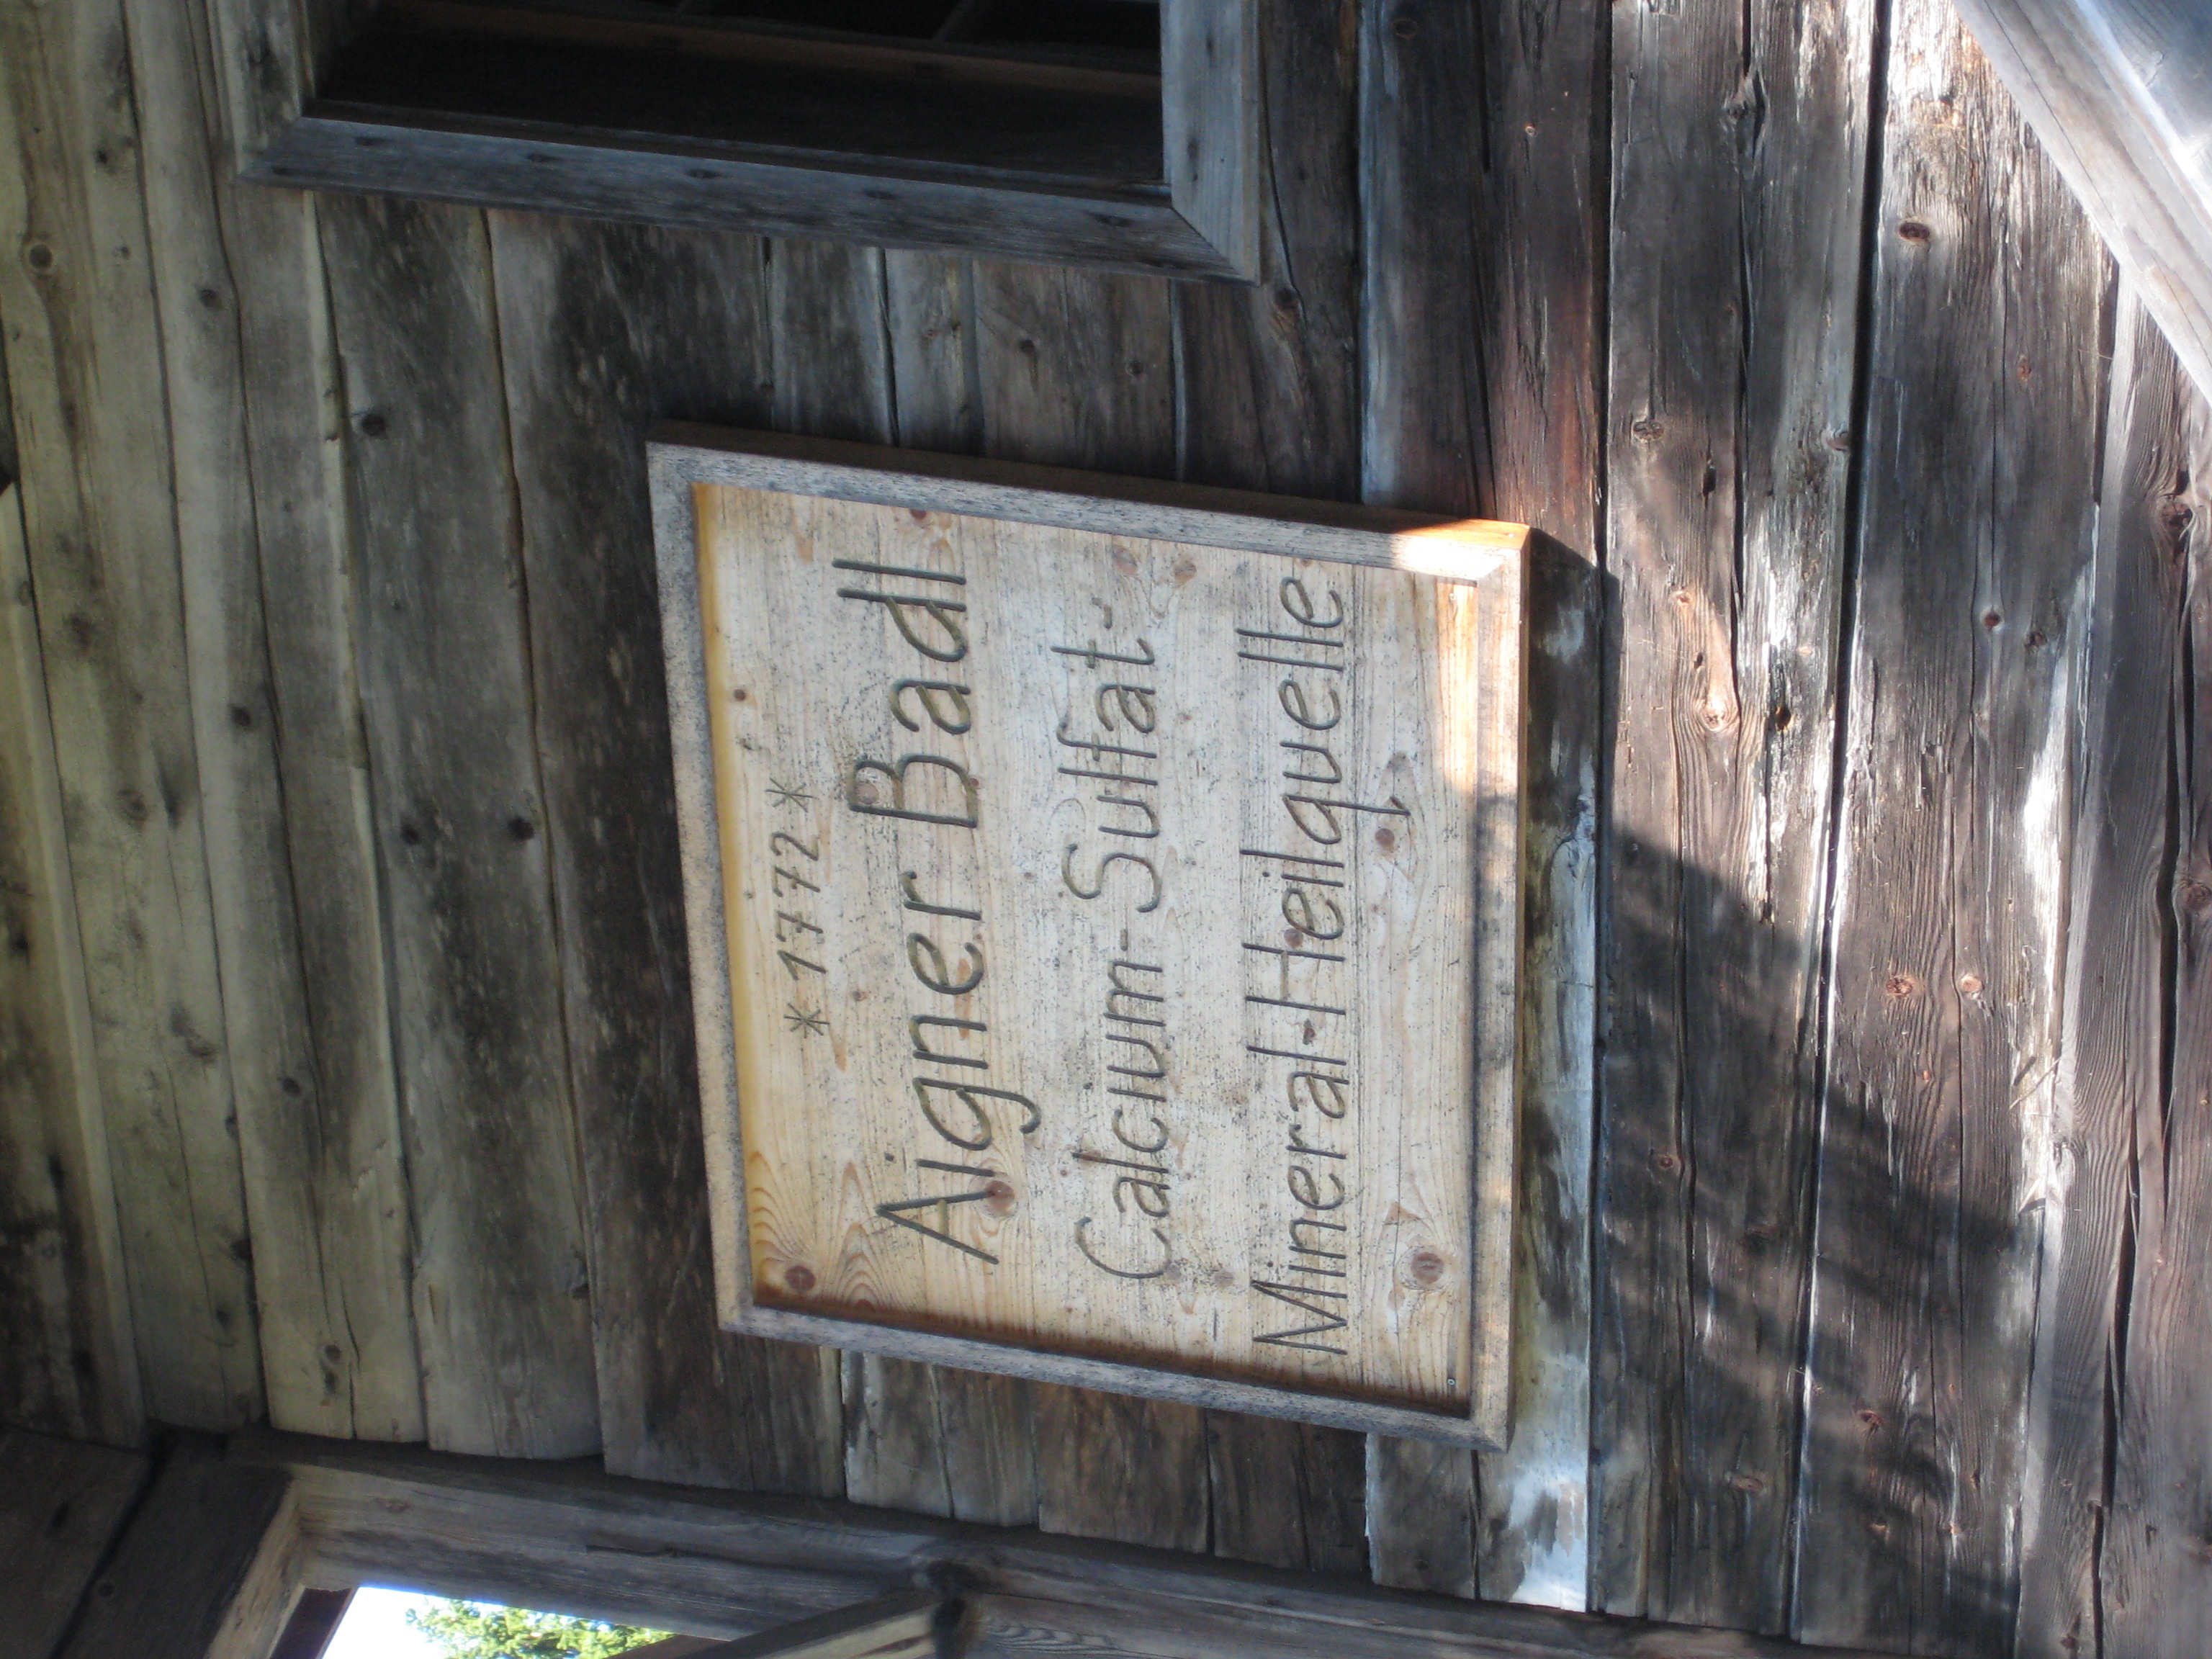 * 1772 *
Aigner Badl
Calcium-Sulfat-
Mineral-Heilquelle